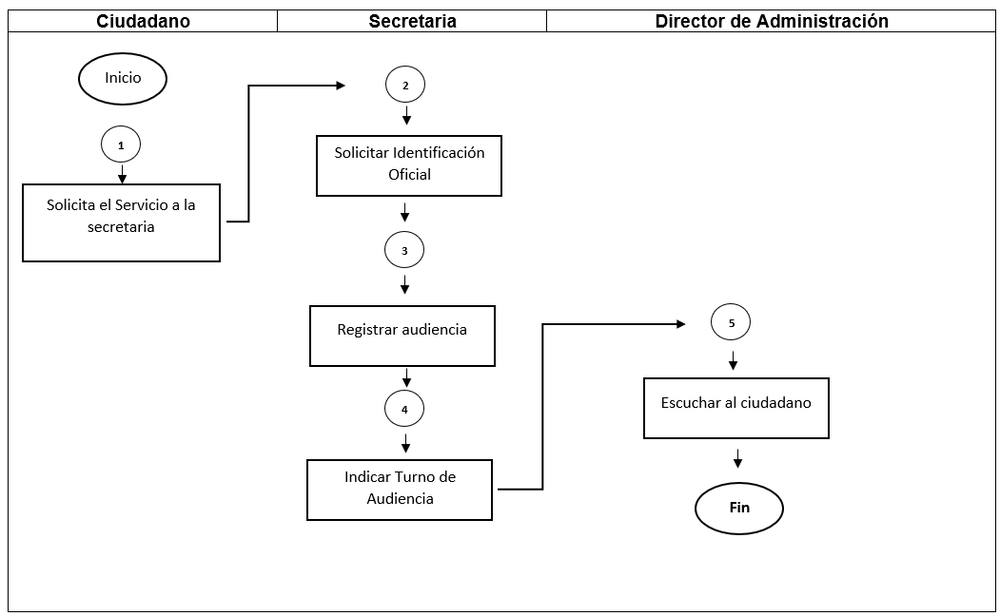 Ciudadano
Secretaria
Director de Administración
Inicio
1
Solicita el Servicio a la
secretaria
2
Solicitar Identificación
Oficial
3
Registrar audiencia
4
Indicar Turno de
Audiencia
5
Escuchar al ciudadano
Fin